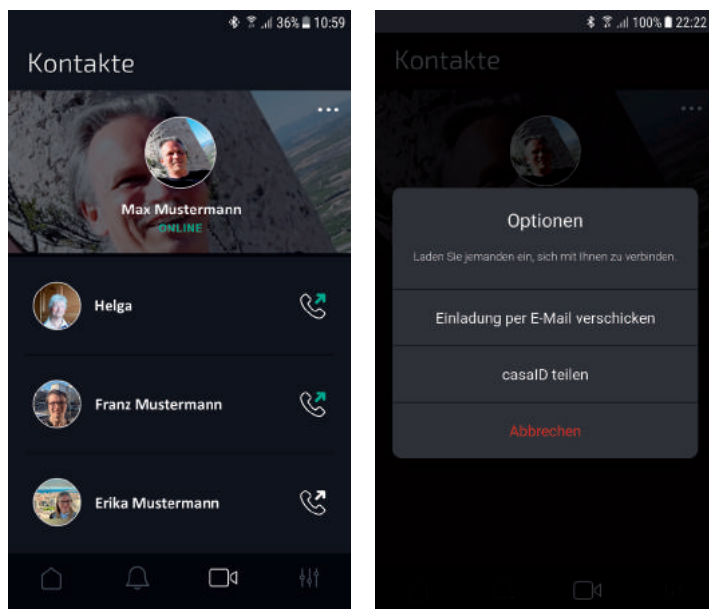 36% 10:59
Kontakte
Max Mustermann
ONLINE
Helga
Franz Mustermann
Erika Mustermann
100% 22:22
Kontakte
Optionen
Laden Sie jemanden ein, sich mit Ihnen zu verbinden.
Einladung per E-Mail verschicken
casaID teilen
Abbrechen